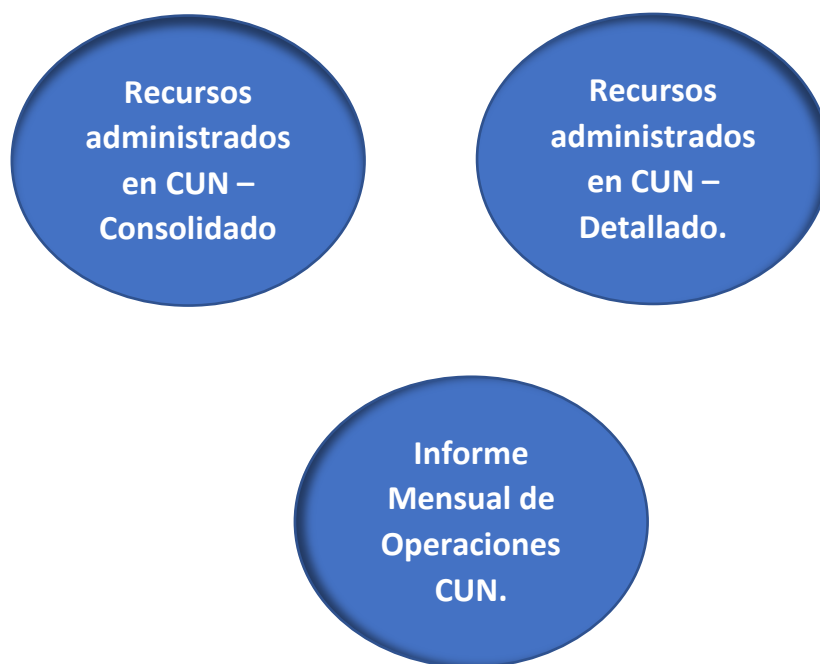 Recursos
administrados
en CUN –
Consolidado
Recursos
administrados
en CUN –
Detallado.
Informe
Mensual de
Operaciones
CUN.